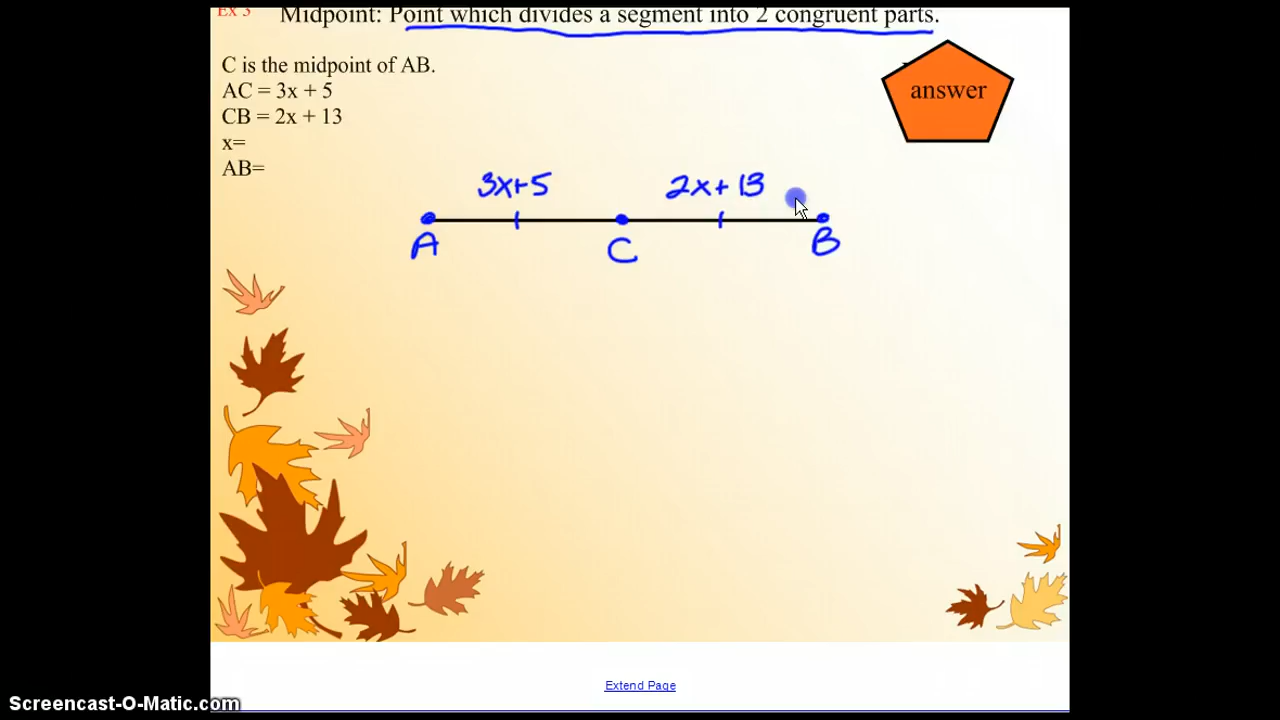 Ex 3 Midpoint: Point which divides a segment into 2 congruent parts.
C is the midpoint of AB.
AC = 3x + 5
CB = 2x + 13
x=
AB=
answer
3x+5 2x+13
A C B
Extend Page
Screencast-O-Matic.com